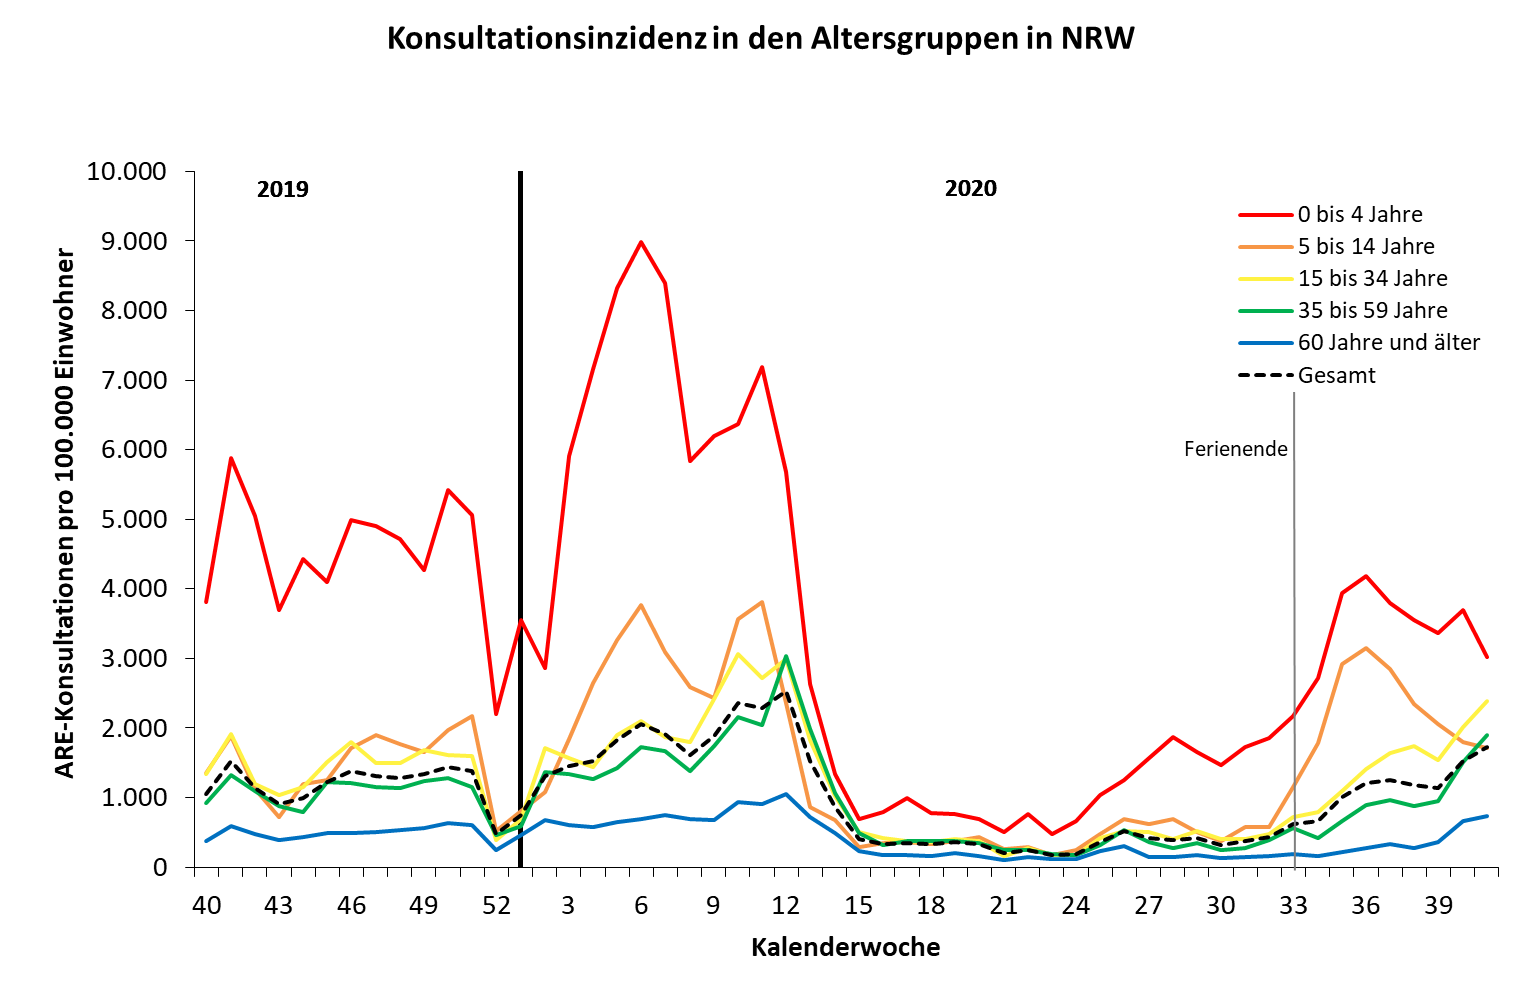 Konsultationsinzidenz in den Altersgruppen in NRW
ARE-Konsultationen pro 100.000 Einwohner
10.000
9.000
8.000
7.000
6.000
5.000
4.000
3.000
2.000
1.000
0
2019
2020
0 bis 4 Jahre
5 bis 14 Jahre
15 bis 34 Jahre
35 bis 59 Jahre
60 Jahre und älter
Gesamt
Ferienende
40 43 46 49 52 3 6 9 12 15 18 21 24 27 30 33 36 39
Kalenderwoche